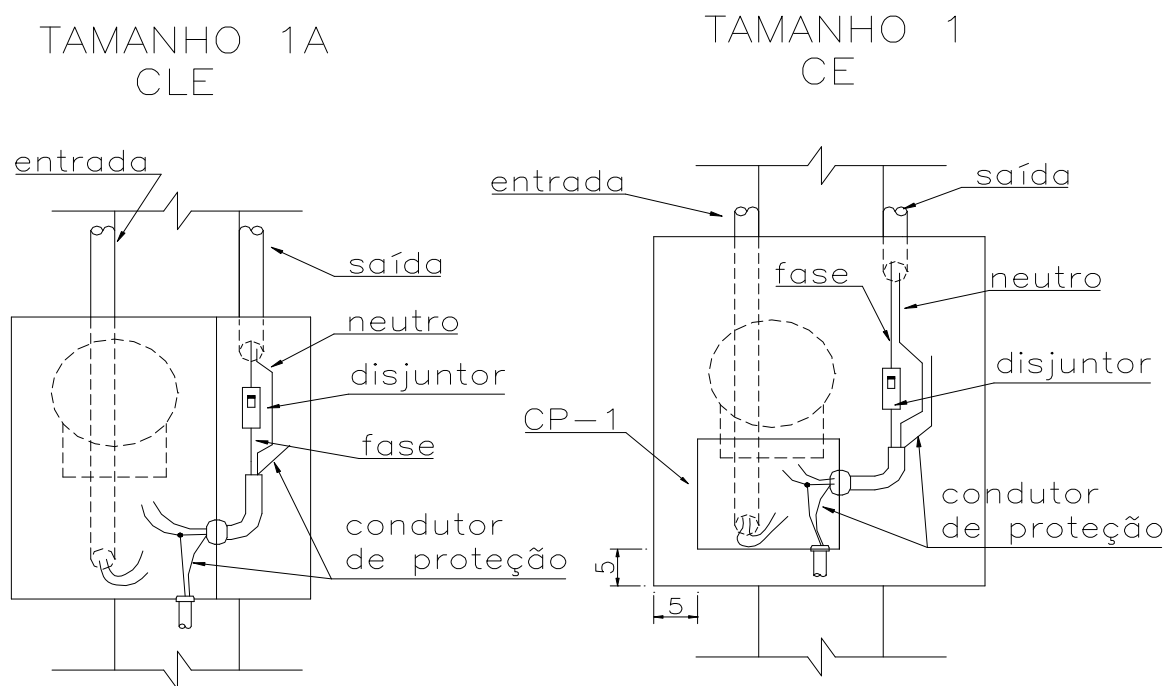 TAMANHO 1A
CLE
entrada
saída
neutro
disjuntor
fase
condutor
de proteção
TAMANHO 1
CE
entrada
saída
fase
neutro
disjuntor
CP-1
condutor
de proteção
5
5